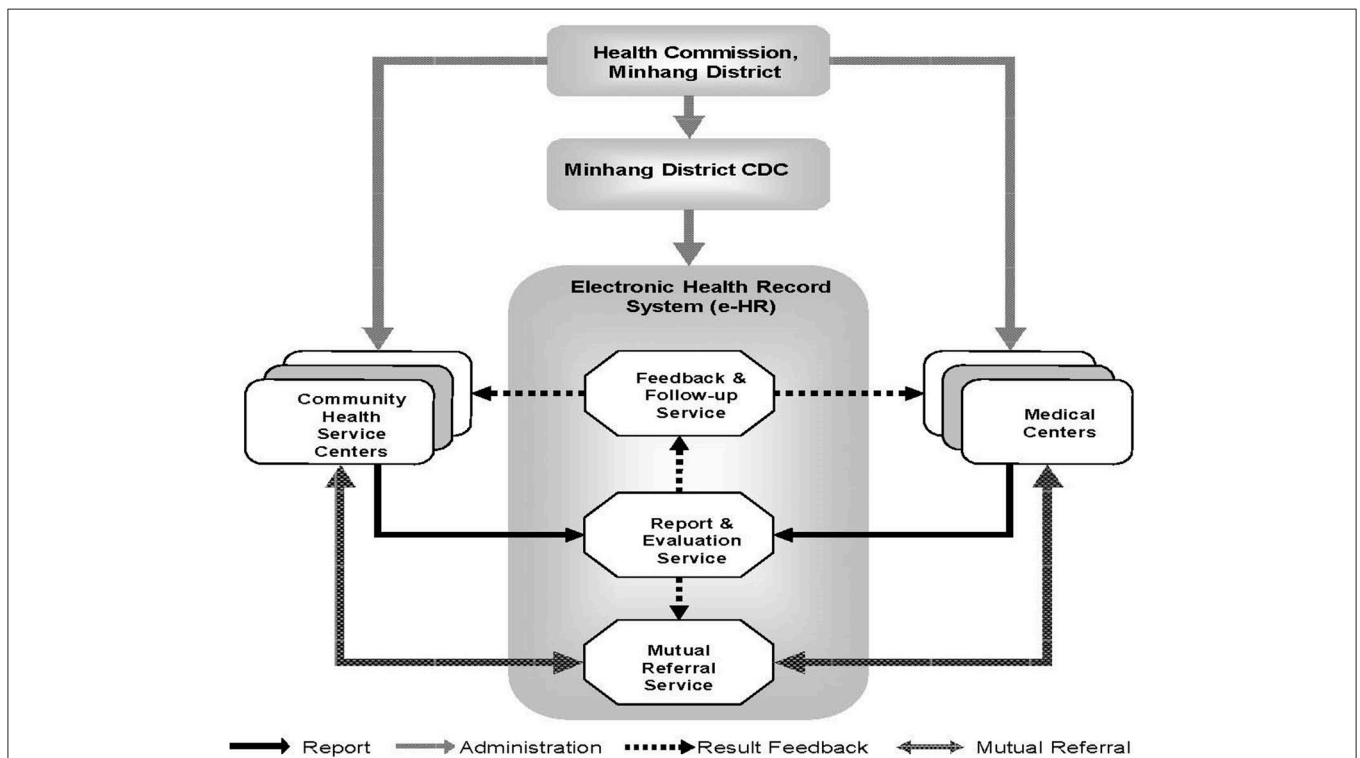 Health Commission,
Minhang District
Minhang District CDC
Electronic Health Record
System (e-HR)
Feedback &
Follow-up
Service
Community
Health
Service
Centers
Medical
Centers
Report &
Evaluation
Service
Mutual
Referral
Service
Report
Administration
Result Feedback
Mutual Referral